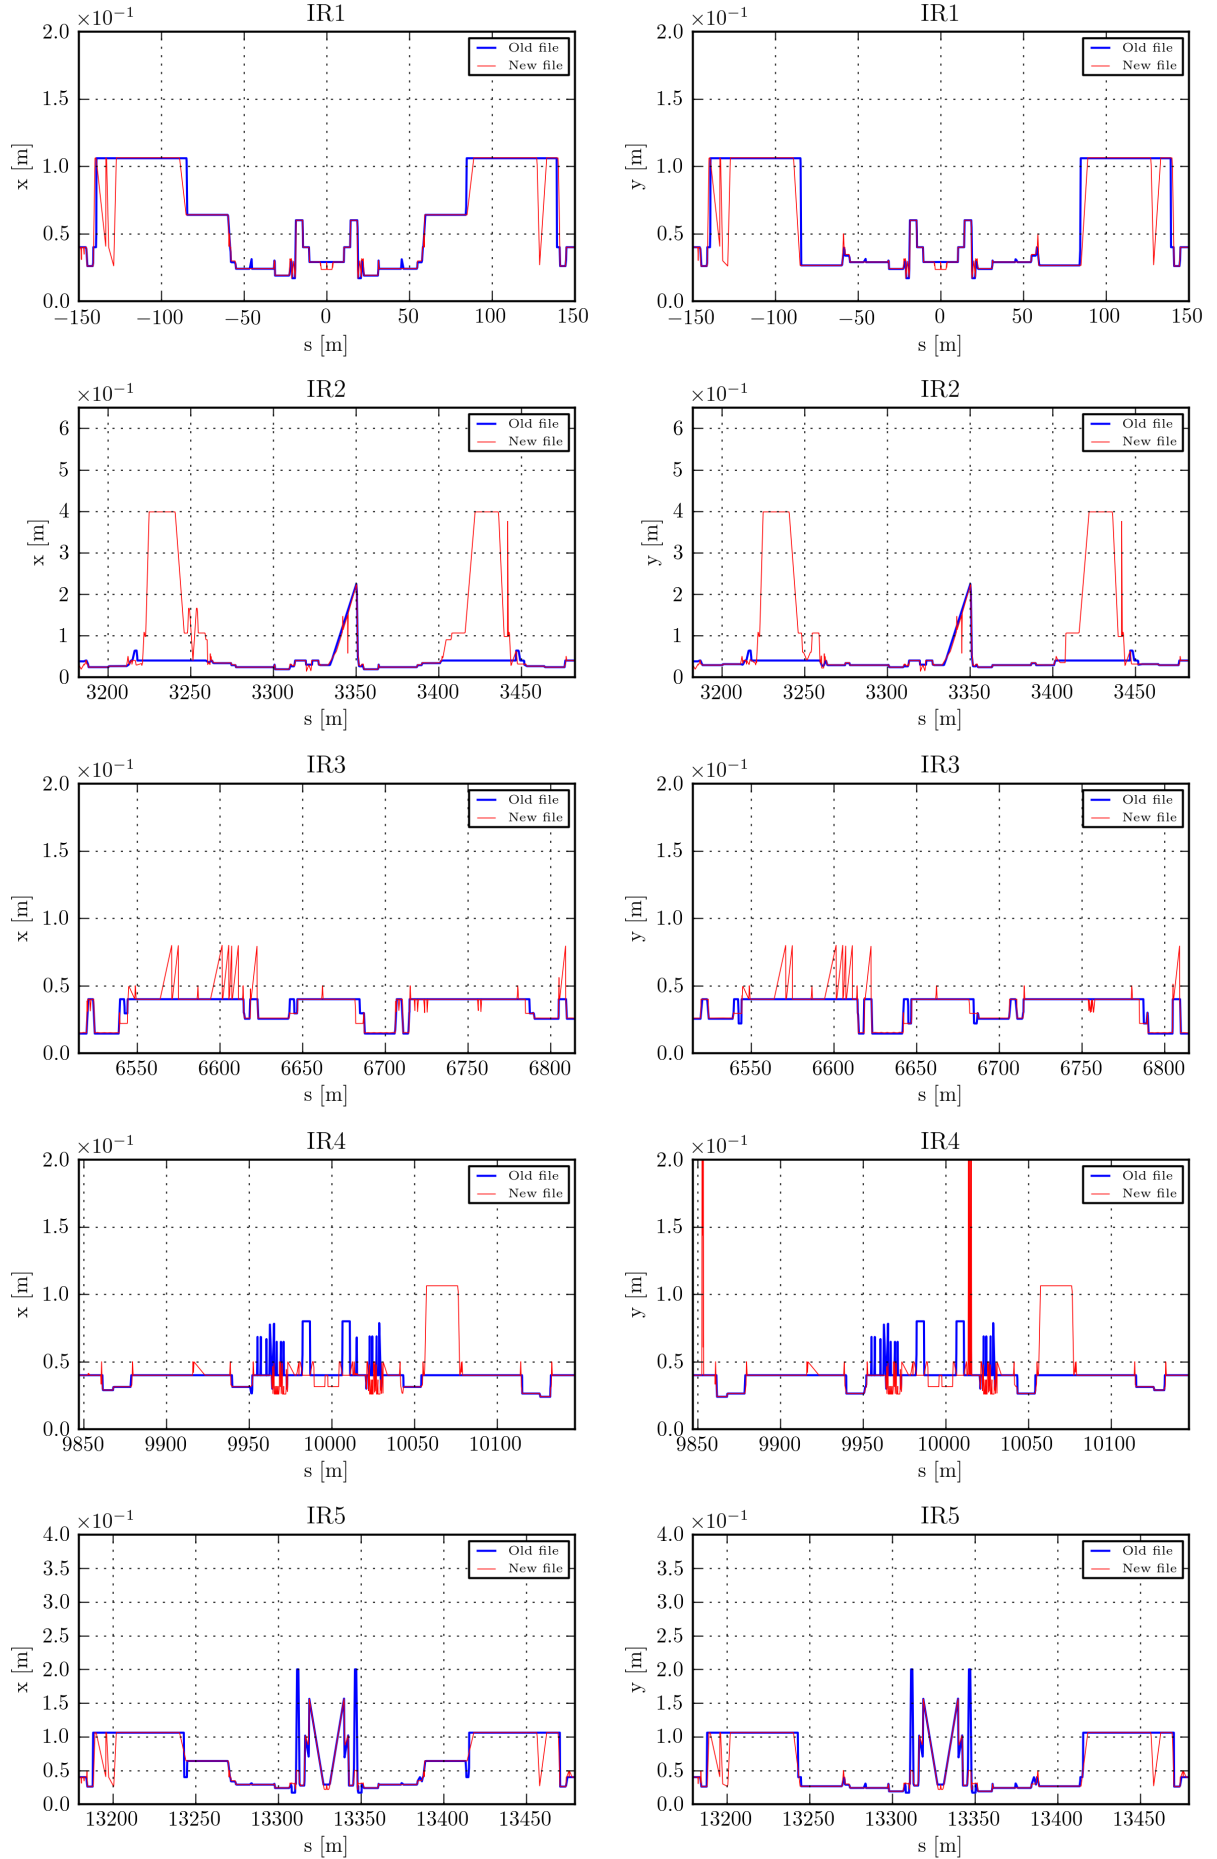 IR1
×10⁻¹
2.0
1.5
1.0
0.5
0.0
x [m]
−150 −100 −50 0 50 100 150
s [m]
Old file
New file
IR1
×10⁻¹
2.0
1.5
1.0
0.5
0.0
y [m]
−150 −100 −50 0 50 100 150
s [m]
Old file
New file
IR2
×10⁻¹
6
5
4
3
2
1
0
x [m]
3200 3250 3300 3350 3400 3450
s [m]
Old file
New file
IR2
×10⁻¹
6
5
4
3
2
1
0
y [m]
3200 3250 3300 3350 3400 3450
s [m]
Old file
New file
IR3
×10⁻¹
2.0
1.5
1.0
0.5
0.0
x [m]
6550 6600 6650 6700 6750 6800
s [m]
Old file
New file
IR3
×10⁻¹
2.0
1.5
1.0
0.5
0.0
y [m]
6550 6600 6650 6700 6750 6800
s [m]
Old file
New file
IR4
×10⁻¹
2.0
1.5
1.0
0.5
0.0
x [m]
9850 9900 9950 10000 10050 10100
s [m]
Old file
New file
IR4
×10⁻¹
2.0
1.5
1.0
0.5
0.0
y [m]
9850 9900 9950 10000 10050 10100
s [m]
Old file
New file
IR5
×10⁻¹
4.0
3.5
3.0
2.5
2.0
1.5
1.0
0.5
0.0
x [m]
13200 13250 13300 13350 13400 13450
s [m]
Old file
New file
IR5
×10⁻¹
4.0
3.5
3.0
2.5
2.0
1.5
1.0
0.5
0.0
y [m]
13200 13250 13300 13350 13400 13450
s [m]
Old file
New file